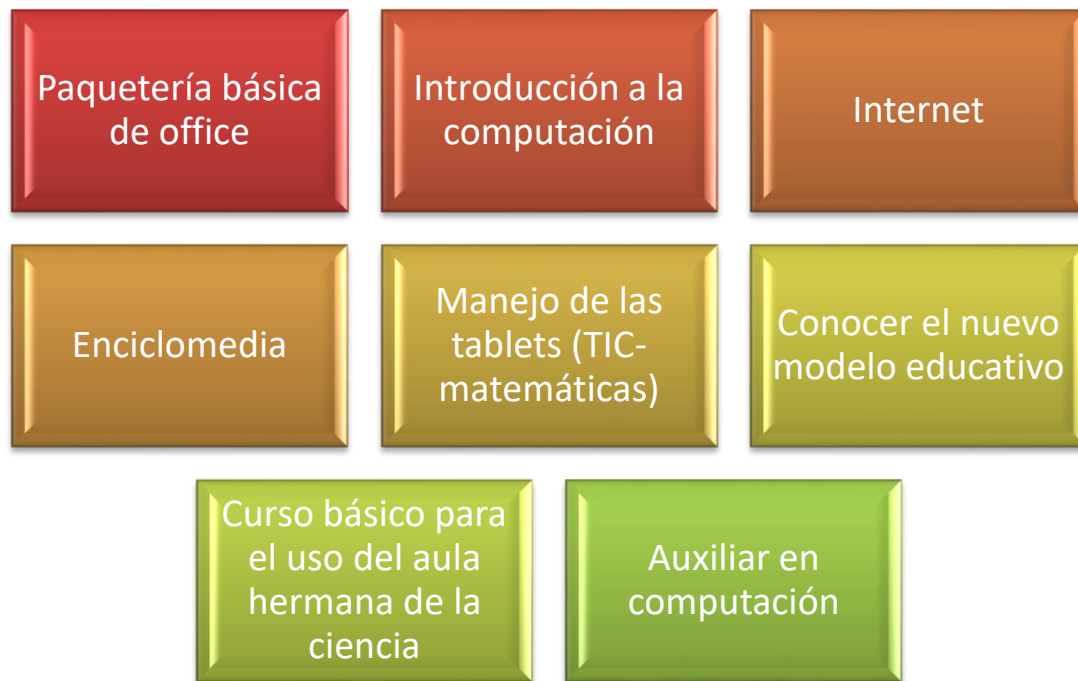 Paquetería básica
de office
Introducción a la
computación
Internet
Enciclomedia
Manejo de las
tablets (TIC-
matemáticas)
Conocer el nuevo
modelo educativo
Curso básico para
el uso del aula
hermana de la
ciencia
Auxiliar en
computación